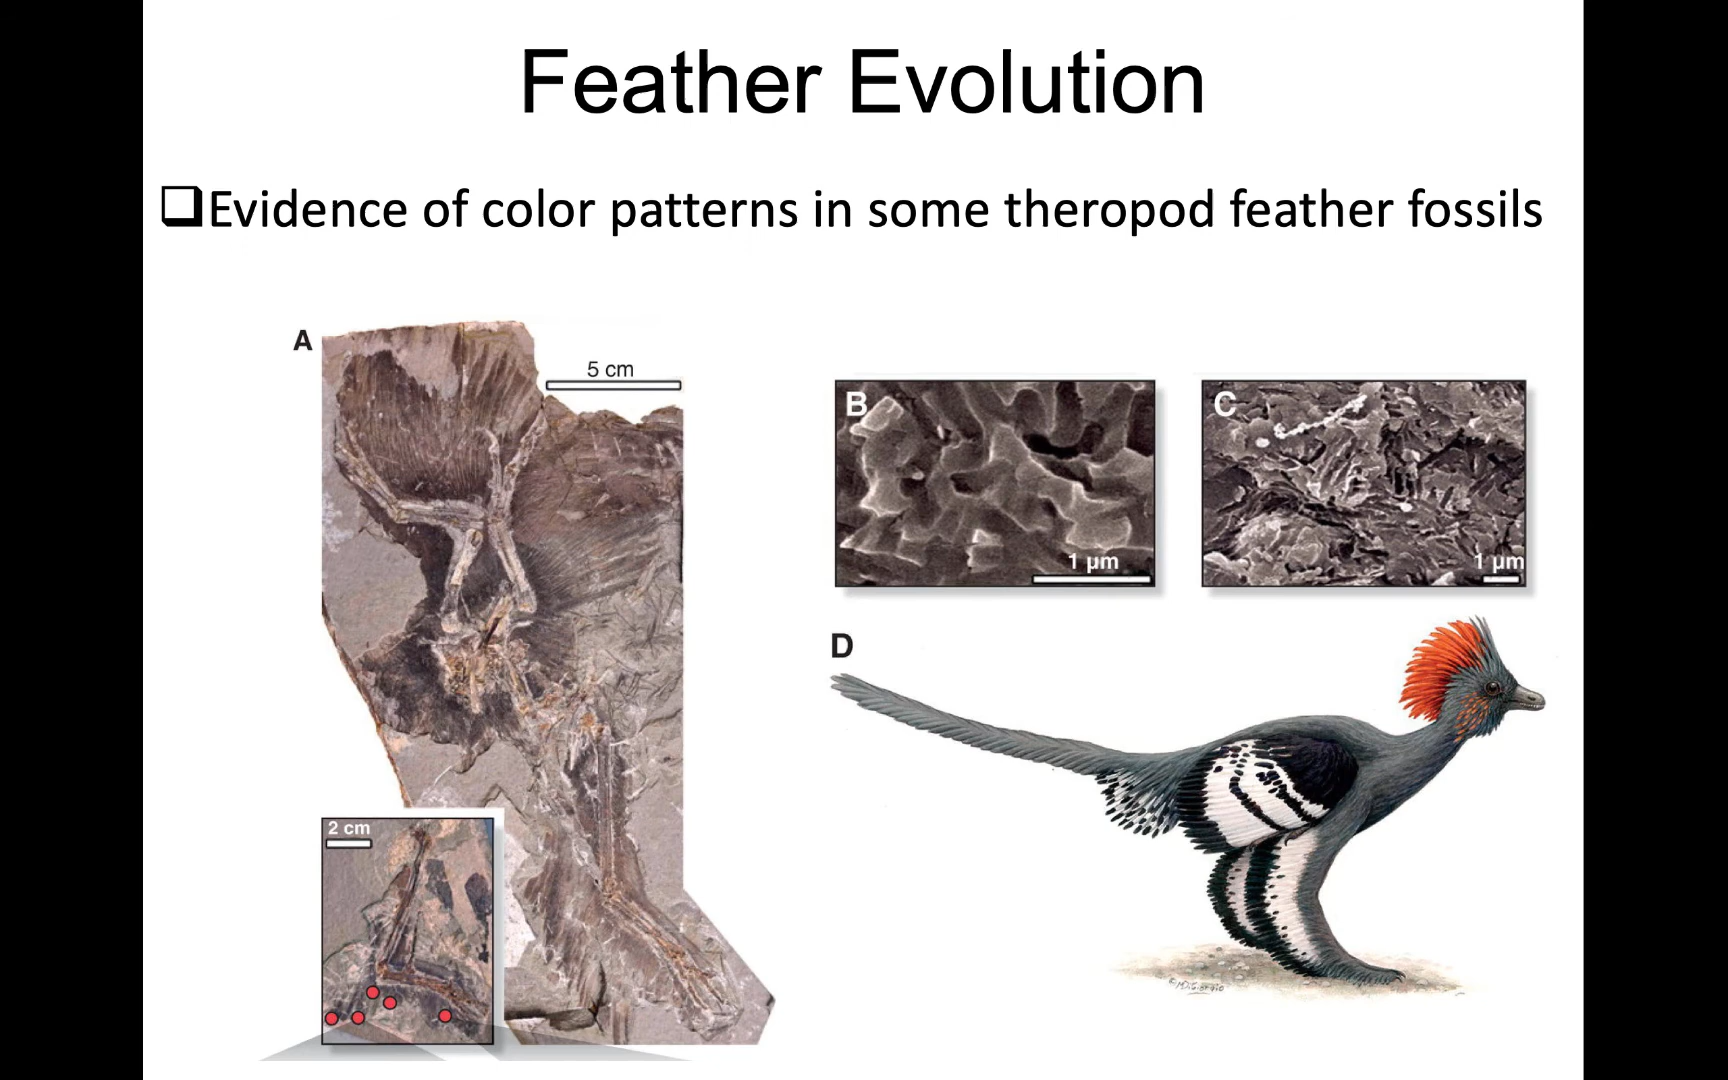 Feather Evolution
❑Evidence of color patterns in some theropod feather fossils
A
5 cm
B
1 µm
C
1 µm
D
2 cm